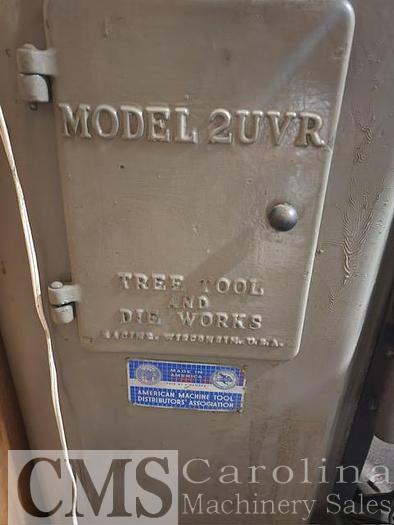 MODEL 2UVR
TREE TOOL
AND
DIE WORKS
RACINE, WISCONSIN, U.S.A.
MADE IN
AMERICA
AMERICAN MACHINE TOOL
DISTRIBUTORS' ASSOCIATION
CMS Carolina
Machinery Sales